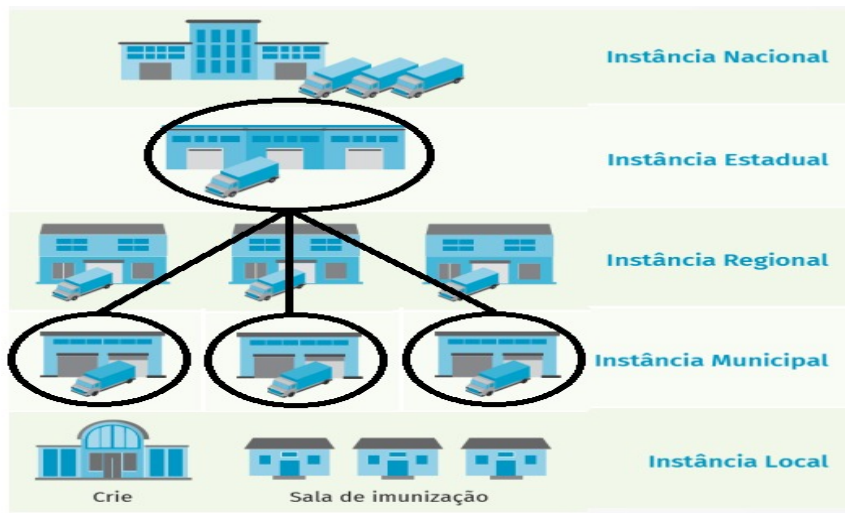 Instância Nacional
Instância Estadual
Instância Regional
Instância Municipal
Instância Local
Crie
Sala de imunização